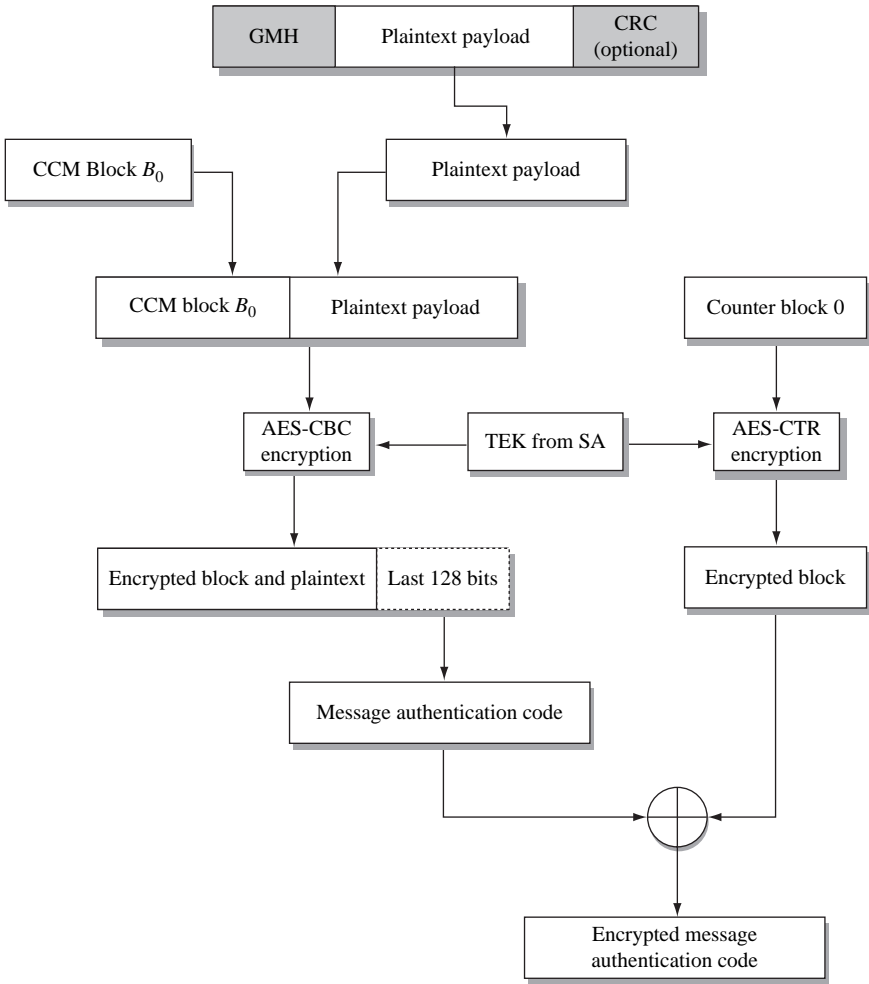 GMH
Plaintext payload
CRC
(optional)
CCM Block B0
Plaintext payload
CCM block B0
Plaintext payload
Counter block 0
AES-CBC
encryption
TEK from SA
AES-CTR
encryption
Encrypted block and plaintext
Last 128 bits
Encrypted block
Message authentication code
Encrypted message
authentication code